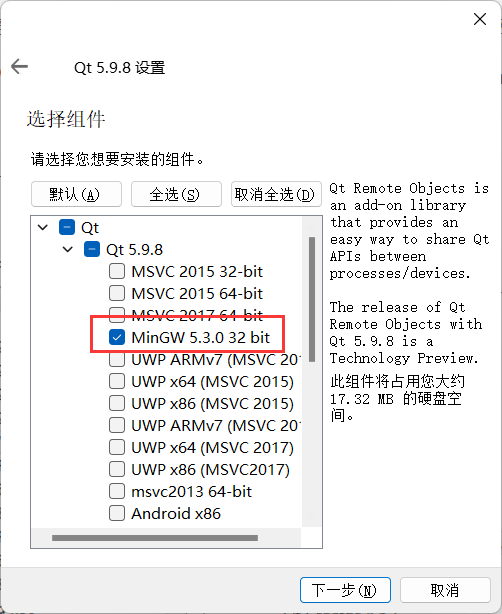 Qt 5.9.8 设置
选择组件
请选择您想要安装的组件。
默认(A)
全选(S)
取消全选(D)
Qt
Qt 5.9.8
MSVC 2015 32-bit
MSVC 2015 64-bit
MSVC 2017 64-bit
MinGW 5.3.0 32 bit
UWP ARMv7 (MSVC 201
UWP x64 (MSVC 2015)
UWP x86 (MSVC 2015)
UWP ARMv7 (MSVC 201
UWP x64 (MSVC 2017)
UWP x86 (MSVC2017)
msvc2013 64-bit
Android x86
Qt Remote Objects is
an add-on library
that provides an
easy way to share Qt
APIs between
processes/devices.
The release of Qt
Remote Objects with
Qt 5.9.8 is a
Technology Preview.
此组件将占用您大约
17.32 MB 的硬盘空
间。
下一步(N)
取消